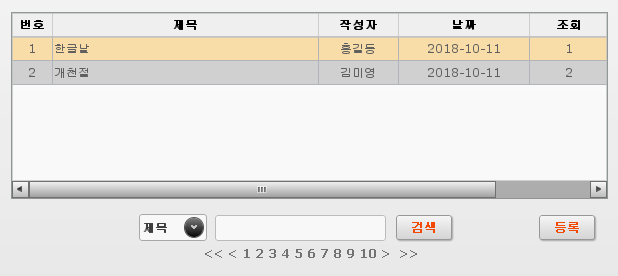 번호 제목 작성자 날짜 조회
1 한글날 홍길동 2018-10-11 1
2 개천절 김미영 2018-10-11 2
제목 검색 등록
<< < 1 2 3 4 5 6 7 8 9 10 > >>